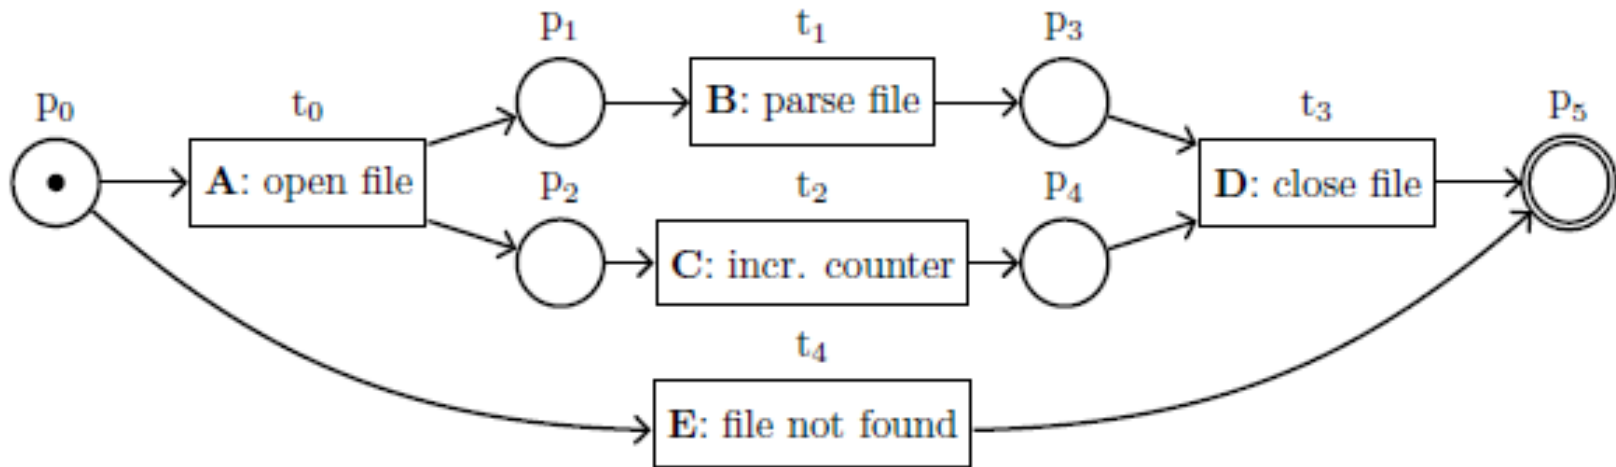 p₁ t₁ p₃
p₀ t₀ B: parse file t₃ p₅
A: open file p₂ t₂ p₄ D: close file
C: incr. counter
t₄
E: file not found